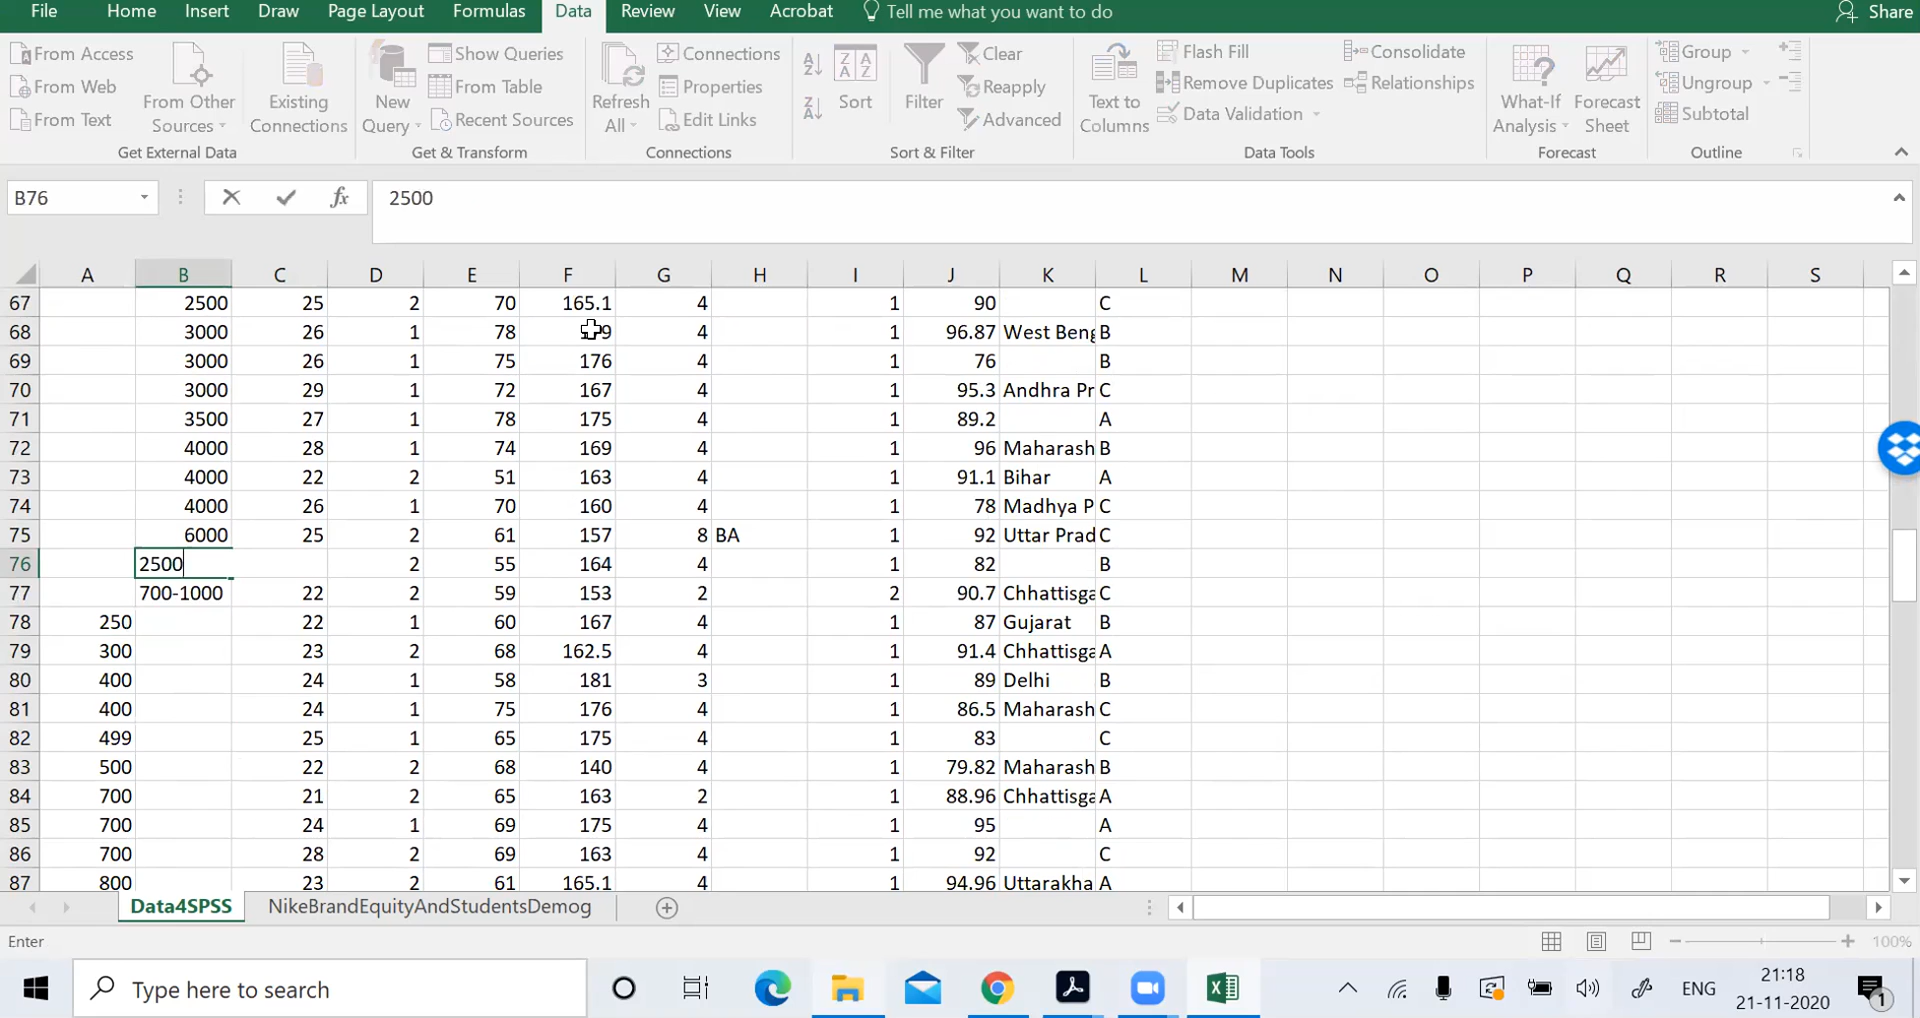 File Home Insert Draw Page Layout Formulas Data Review View Acrobat Tell me what you want to do Share
From Access
From Web
From Text
From Other Sources
Existing Connections
Get External Data
New Query
Show Queries
From Table
Recent Sources
Get & Transform
Refresh All
Connections
Properties
Edit Links
Connections
Sort
Filter
Clear
Reapply
Advanced
Sort & Filter
Text to Columns
Flash Fill
Remove Duplicates
Data Validation
Consolidate
Relationships
Data Tools
What-If Analysis
Forecast Sheet
Forecast
Group
Ungroup
Subtotal
Outline
B76 fx 2500
A B C D E F G H I J K L M N O P Q R S
67 2500 25 2 70 165.1 4 1 90 C
68 3000 26 1 78 4 1 96.87 West Beng B
69 3000 26 1 75 176 4 1 76 B
70 3000 29 1 72 167 4 1 95.3 Andhra Pr C
71 3500 27 1 78 175 4 1 89.2 A
72 4000 28 1 74 169 4 1 96 Maharash B
73 4000 22 2 51 163 4 1 91.1 Bihar A
74 4000 26 1 70 160 4 1 78 Madhya P C
75 6000 25 2 61 157 8 BA 1 92 Uttar Prad C
76 2500 2 55 164 4 1 82 B
77 700-1000 22 2 59 153 2 2 90.7 Chhattisga C
78 250 22 1 60 167 4 1 87 Gujarat B
79 300 23 2 68 162.5 4 1 91.4 Chhattisga A
80 400 24 1 58 181 3 1 89 Delhi B
81 400 24 1 75 176 4 1 86.5 Maharash C
82 499 25 1 65 175 4 1 83 C
83 500 22 2 68 140 4 1 79.82 Maharash B
84 700 21 2 65 163 2 1 88.96 Chhattisga A
85 700 24 1 69 175 4 1 95 A
86 700 28 2 69 163 4 1 92 C
87 800 23 2 61 165.1 4 1 94.96 Uttarakha A
Data4SPSS NikeBrandEquityAndStudentsDemog
Enter 100%
Type here to search
ENG
21:18
21-11-2020
1